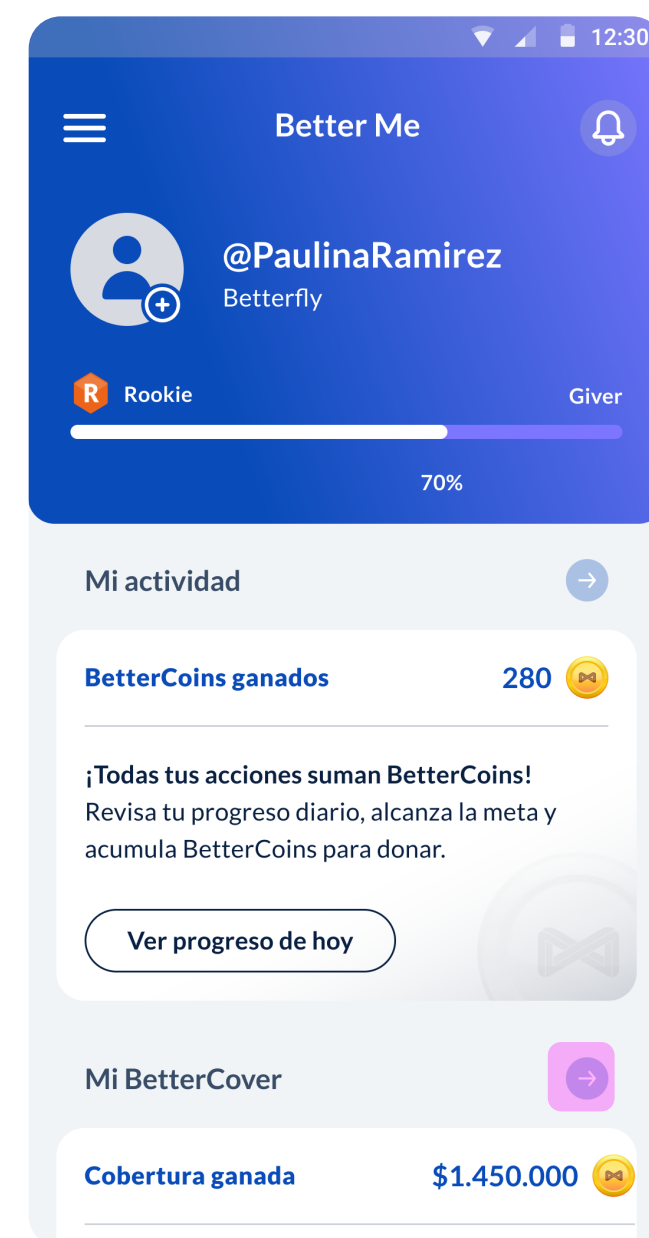 12:30
Better Me
@PaulinaRamirez
Betterfly
R Rookie
Giver
70%
Mi actividad
BetterCoins ganados
280
¡Todas tus acciones suman BetterCoins!
Revisa tu progreso diario, alcanza la meta y
acumula BetterCoins para donar.
Ver progreso de hoy
Mi BetterCover
Cobertura ganada
$1.450.000